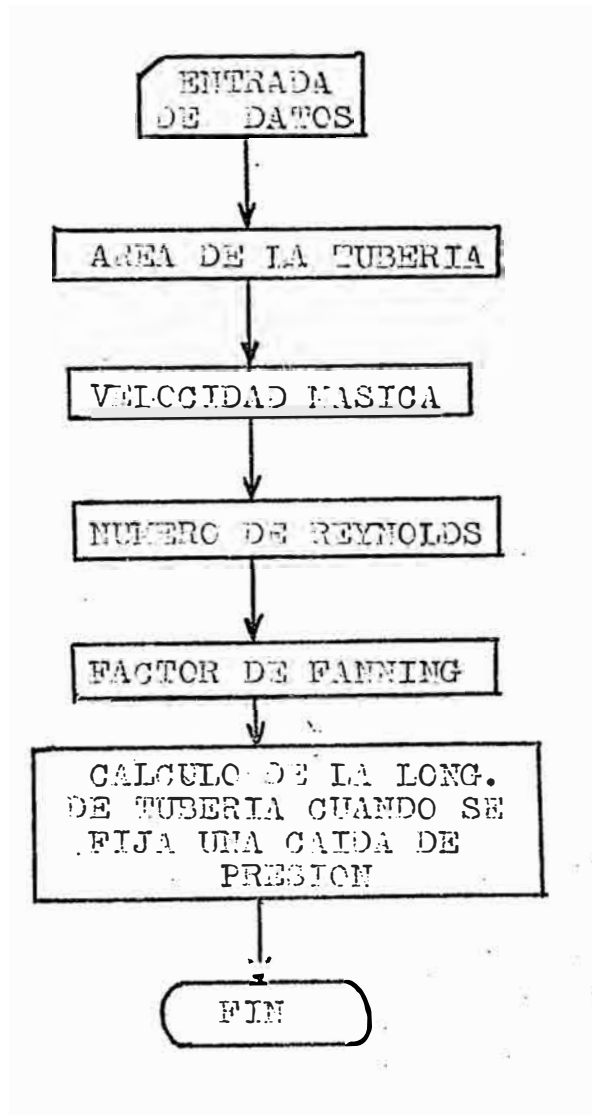 ENTRADA
DE DATOS
AREA DE LA TUBERIA
VELOCIDAD MASICA
NUMERO DE REYNOLDS
FACTOR DE FANNING
CALCULO DE LA LONG.
DE TUBERIA CUANDO SE
FIJA UNA CAIDA DE
PRESION
FIN